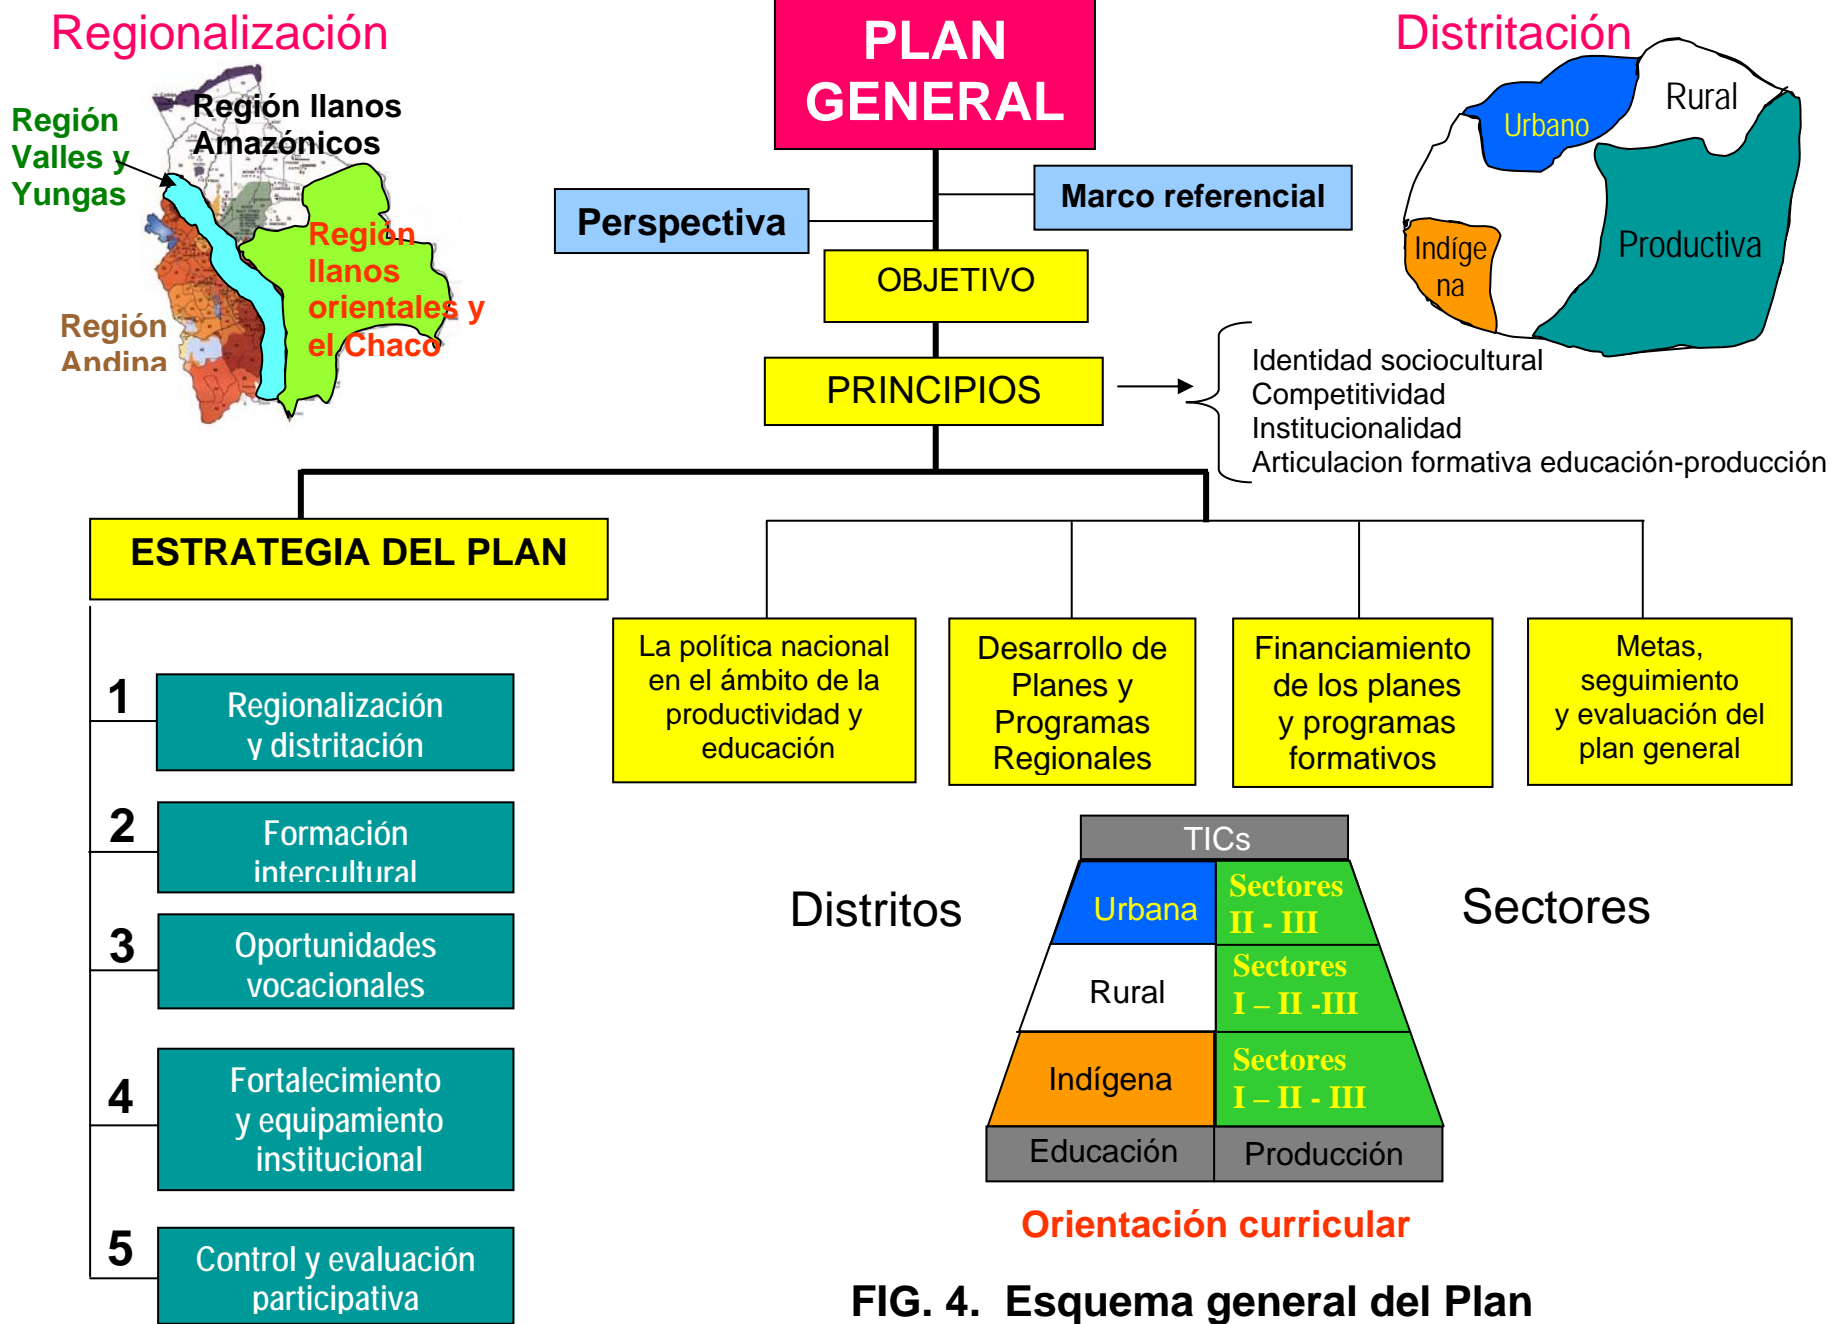 Regionalización
Región
Valles y
Yungas
Región llanos
Amazónicos
Región
llanos
orientales y
el Chaco
Región
Andina
PLAN
GENERAL
Perspectiva
Marco referencial
OBJETIVO
PRINCIPIOS
Distritación
Urbano
Rural
Indíge
na
Productiva
Identidad sociocultural
Competitividad
Institucionalidad
Articulacion formativa educación-producción
ESTRATEGIA DEL PLAN
1
Regionalización
y distritación
2
Formación
intercultural
3
Oportunidades
vocacionales
4
Fortalecimiento
y equipamiento
institucional
5
Control y evaluación
participativa
La política nacional
en el ámbito de la
productividad y
educación
Desarrollo de
Planes y
Programas
Regionales
Financiamiento
de los planes
y programas
formativos
Metas,
seguimiento
y evaluación del
plan general
Distritos
TICs
Urbana
Sectores
II - III
Rural
Sectores
I – II -III
Indígena
Sectores
I – II - III
Educación
Producción
Sectores
Orientación curricular
FIG. 4. Esquema general del Plan